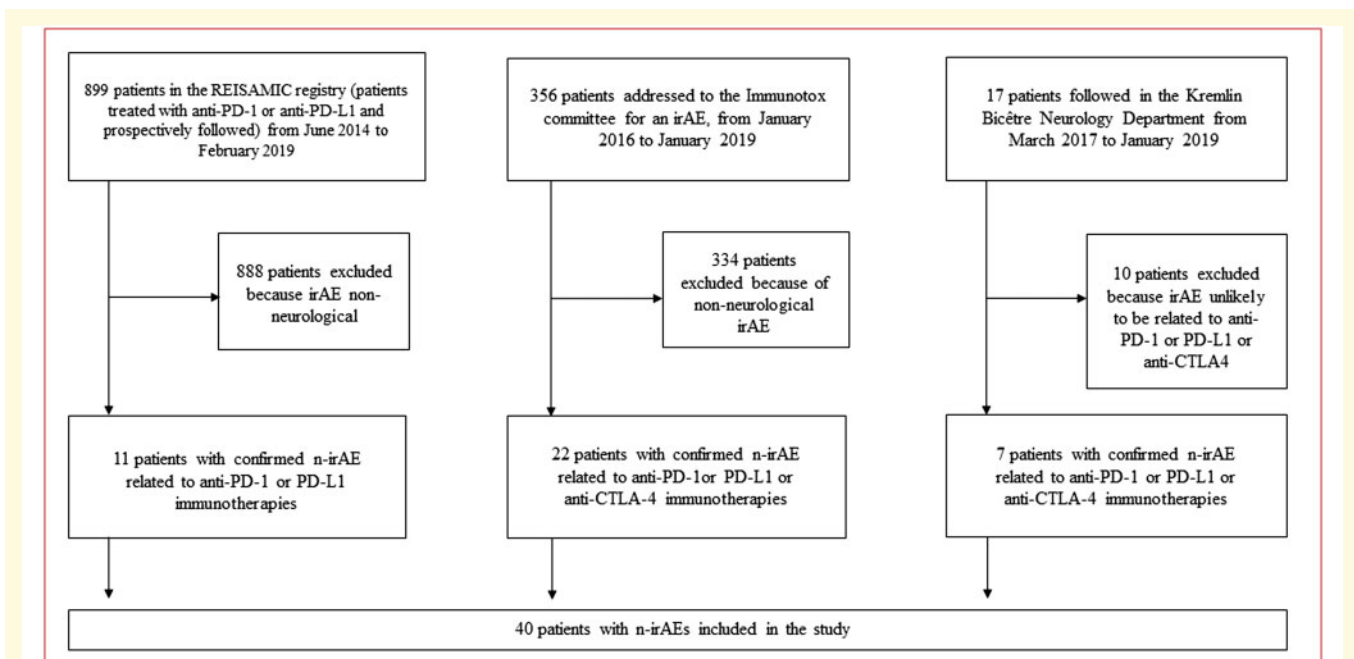 899 patients in the REISAMIC registry (patients
treated with anti-PD-1 or anti-PD-L1 and
prospectively followed) from June 2014 to
February 2019
356 patients addressed to the Immunotox
committee for an irAE, from January
2016 to January 2019
17 patients followed in the Kremlin
Bicêtre Neurology Department from
March 2017 to January 2019
888 patients excluded
because irAE non-
neurological
334 patients
excluded because of
non-neurological
irAE
10 patients excluded
because irAE unlikely
to be related to anti-
PD-1 or PD-L1 or
anti-CTLA4
11 patients with confirmed n-irAE
related to anti-PD-1 or PD-L1
immunotherapies
22 patients with confirmed n-irAE
related to anti-PD-1or PD-L1 or
anti-CTLA-4 immunotherapies
7 patients with confirmed n-irAE
related to anti-PD-1 or PD-L1 or
anti-CTLA-4 immunotherapies
40 patients with n-irAEs included in the study